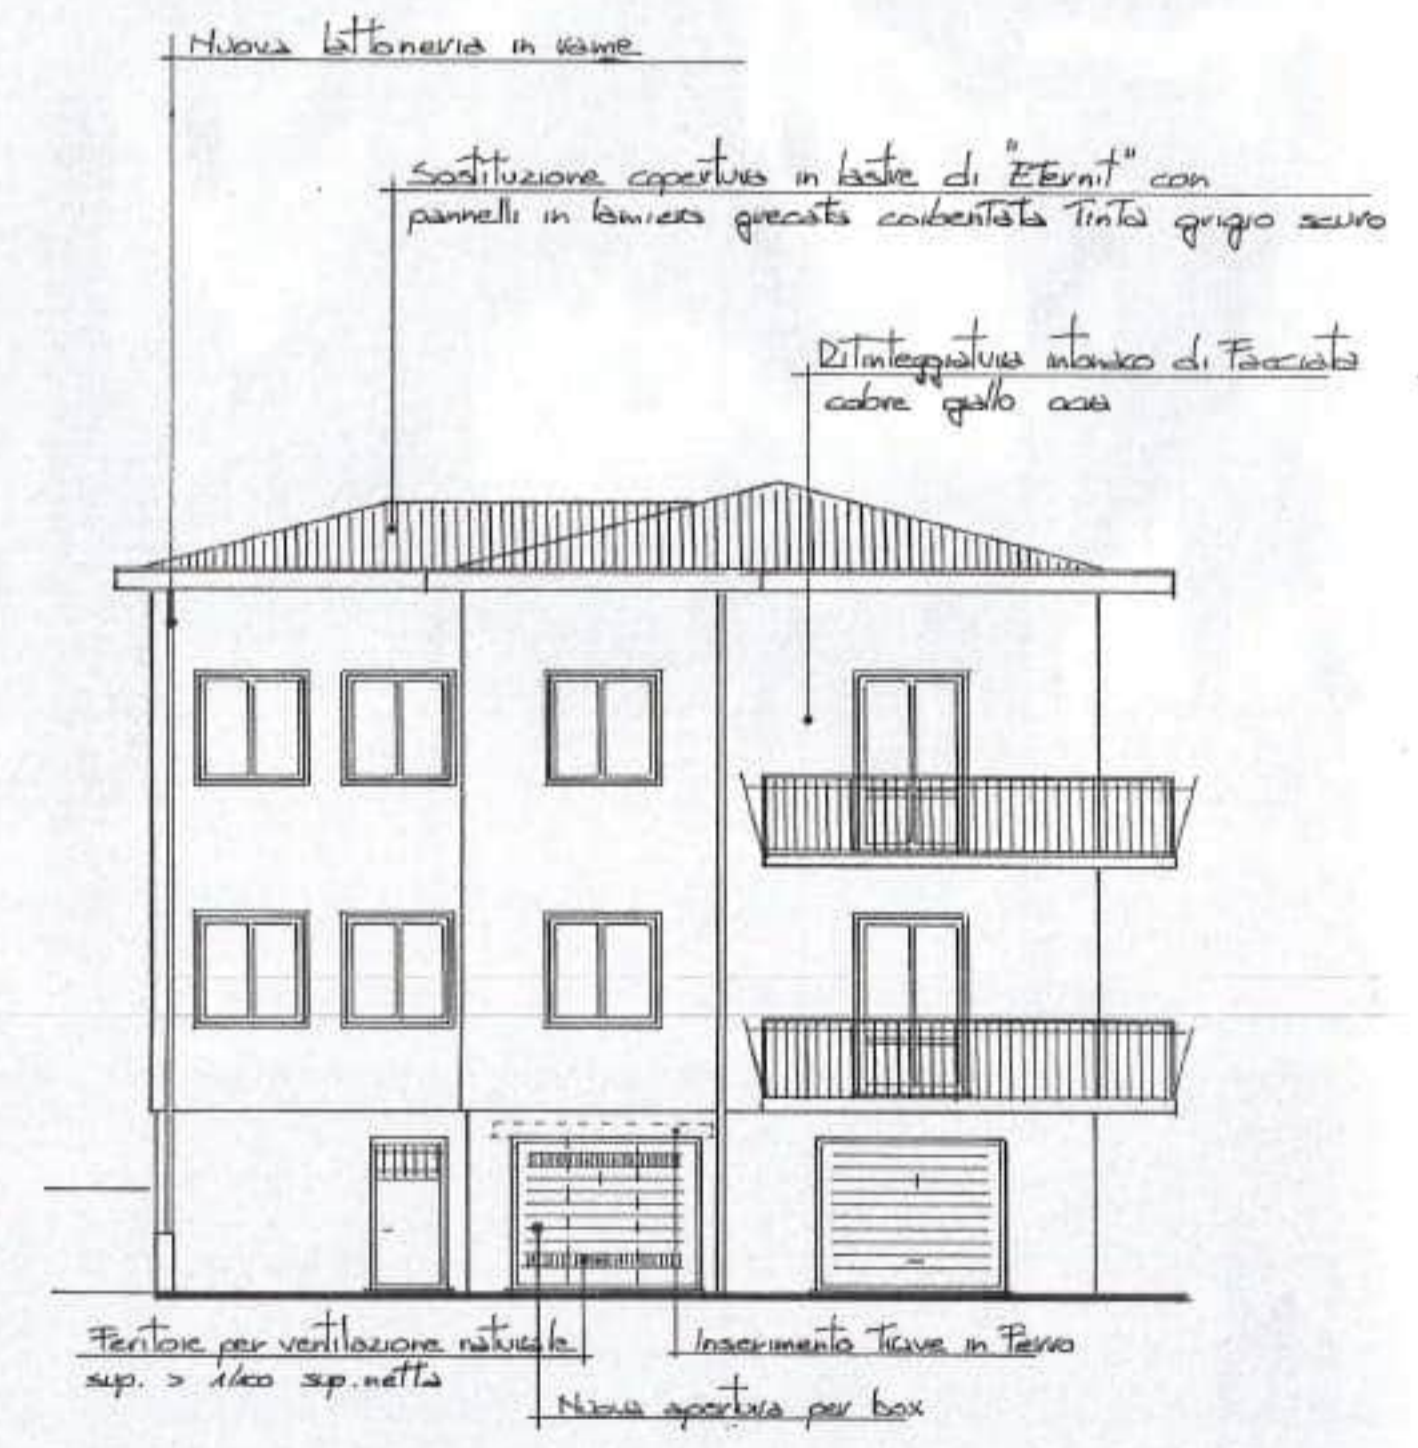 Nuova lattoneria in rame
Sostituzione copertura in lastre di "Eternit" con
pannelli in lamiera grecata coibentata tinta grigio scuro
Ritinteggiatura intonaco di Facciata
colore giallo ocra
Feritoie per ventilazione naturale
sup. > 1/100 sup. netta
Inserimento trave in Ferro
Nuova apertura per box